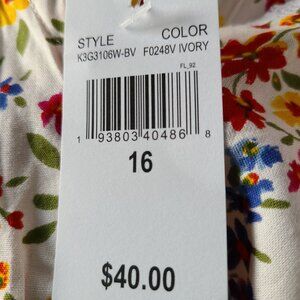 STYLE COLOR
K3G3106W-BV F0248V IVORY
FL_92
1 93803 40486 8
16
$40.00